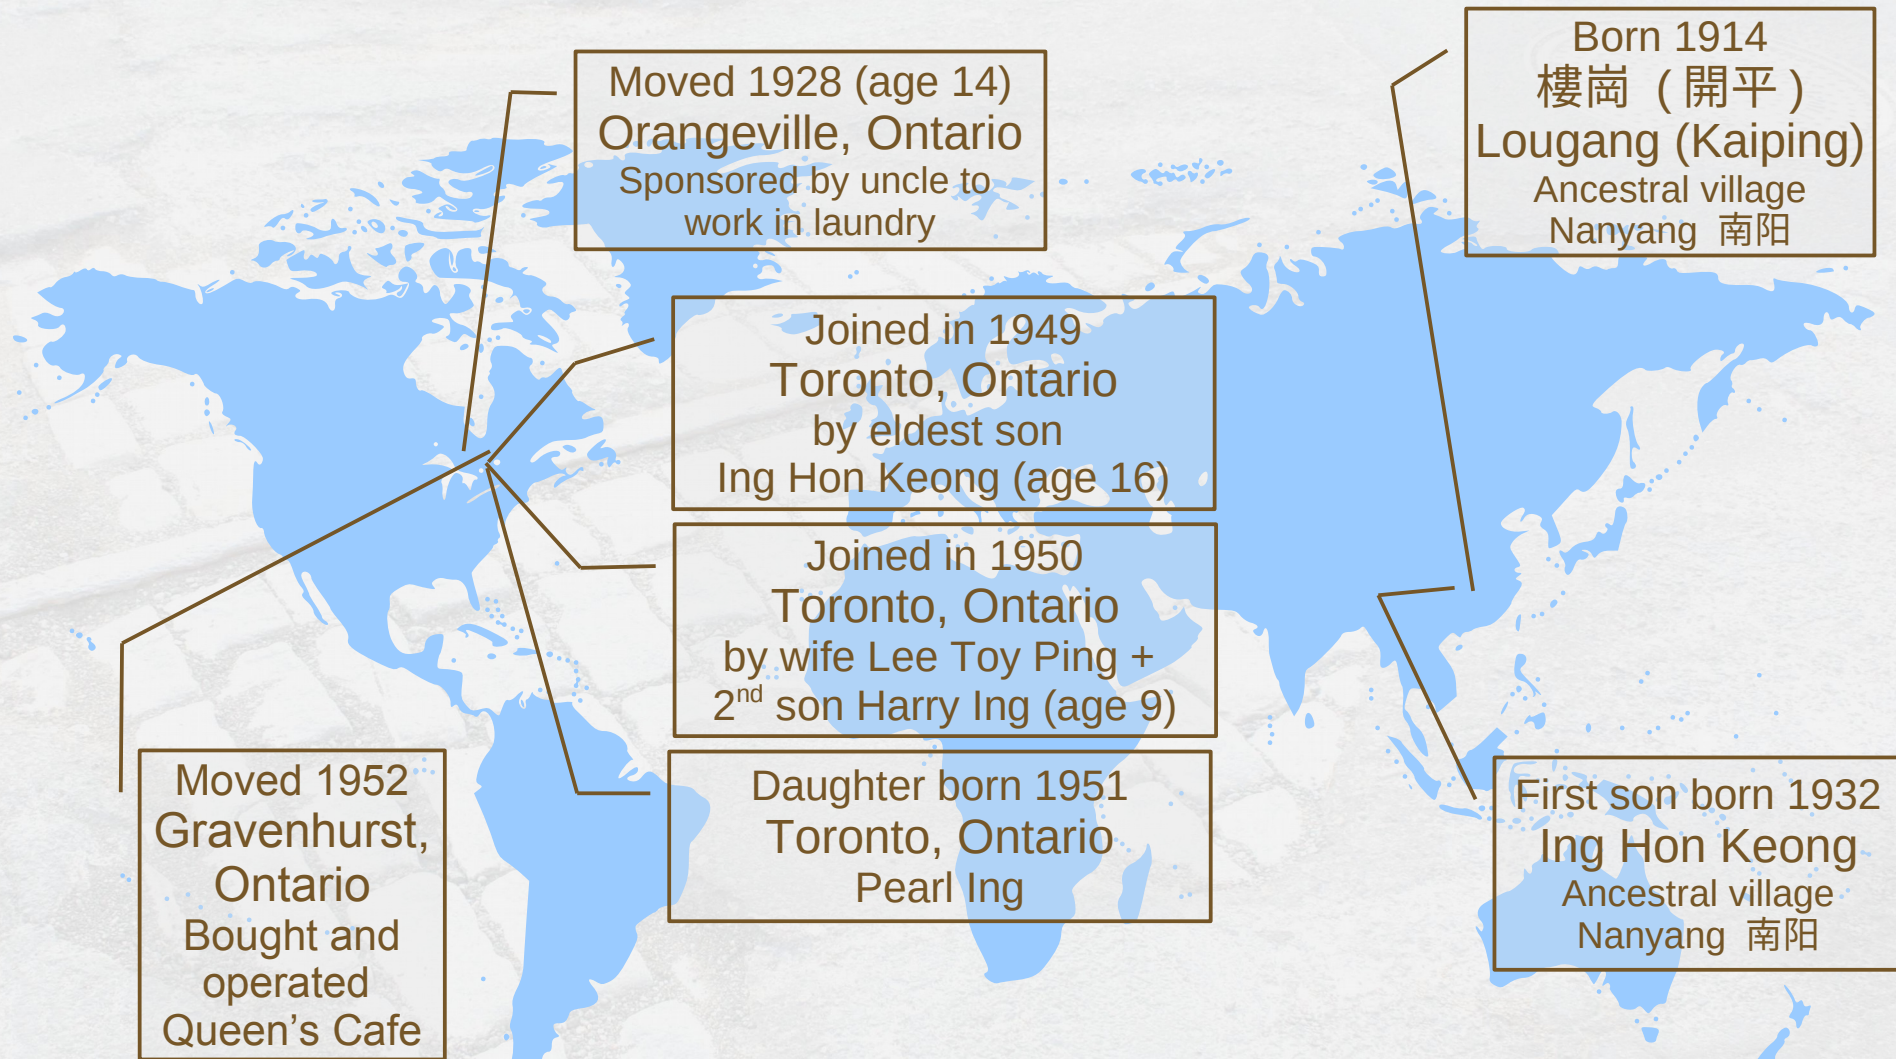 Born 1914
樓崗 ( 開平 )
Lougang (Kaiping)
Ancestral village
Nanyang 南阳
Moved 1928 (age 14)
Orangeville, Ontario
Sponsored by uncle to
work in laundry
Joined in 1949
Toronto, Ontario
by eldest son
Ing Hon Keong (age 16)
Joined in 1950
Toronto, Ontario
by wife Lee Toy Ping +
2nd son Harry Ing (age 9)
Daughter born 1951
Toronto, Ontario
Pearl Ing
Moved 1952
Gravenhurst,
Ontario
Bought and
operated
Queen’s Cafe
First son born 1932
Ing Hon Keong
Ancestral village
Nanyang 南阳